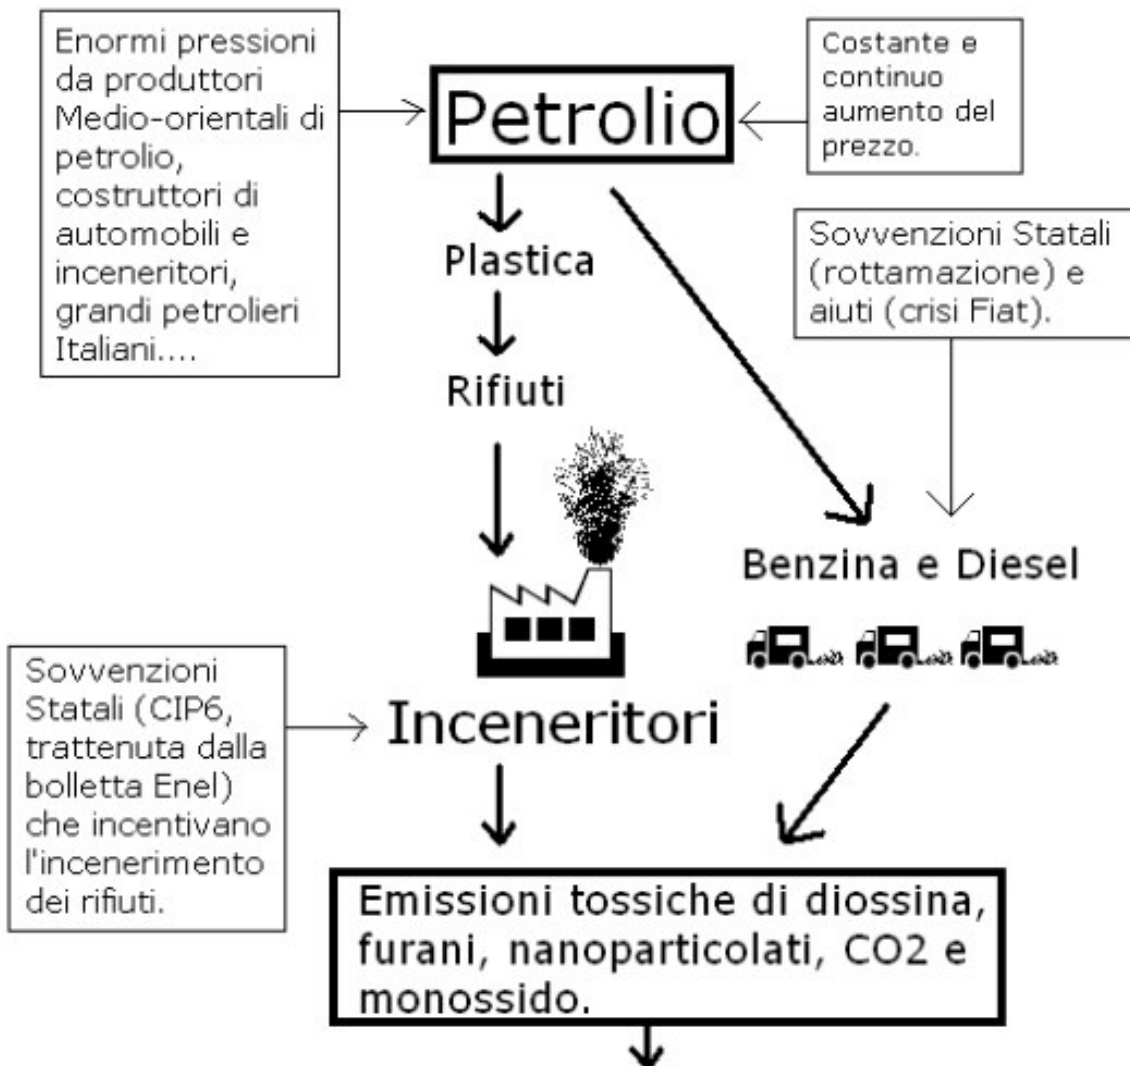 Enormi pressioni
da produttori
Medio-orientali di
petrolio,
costruttori di
automobili e
inceneritori,
grandi petrolieri
Italiani....
Petrolio
Costante e
continuo
aumento del
prezzo.
Plastica
Sovvenzioni Statali
(rottamazione) e
aiuti (crisi Fiat).
Rifiuti
Benzina e Diesel
Sovvenzioni
Statali (CIP6,
trattenuta dalla
bolletta Enel)
che incentivano
l'incenerimento
dei rifiuti.
Inceneritori
Emissioni tossiche di diossina,
furani, nanoparticolati, CO2 e
monossido.